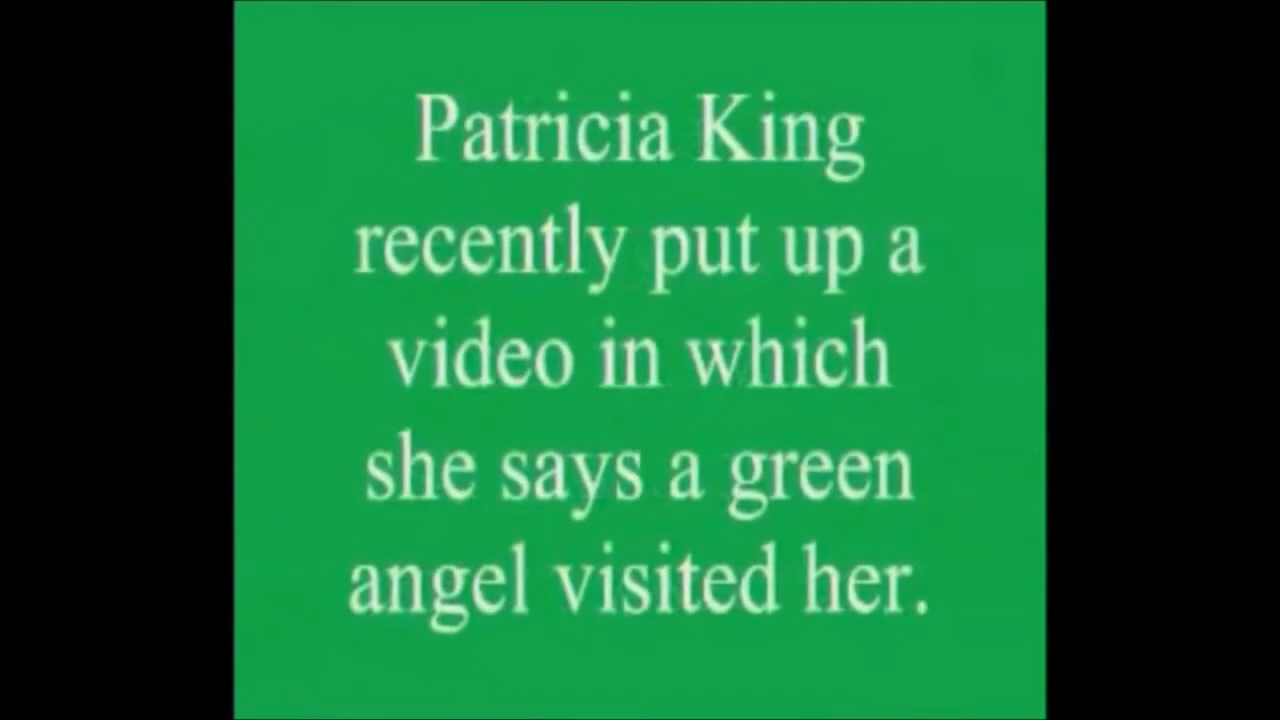 Patricia King
recently put up a
video in which
she says a green
angel visited her.